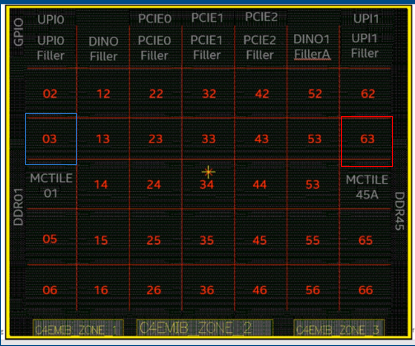 GPIO
UPI0 PCIE0 PCIE1 PCIE2 UPI1
UPI0 DINO PCIE0 PCIE1 PCIE2 DINO1 UPI1
Filler Filler Filler Filler Filler FillerA Filler
02 12 22 32 42 52 62
03 13 23 33 43 53 63
MCTILE 14 24 34 44 53 MCTILE
01 45A
DDR01 DDR45
05 15 25 35 45 55 65
06 16 26 36 46 56 66
C4EMIB_ZONE_1 C4EMIB_ZONE_2 C4EMIB_ZONE_3